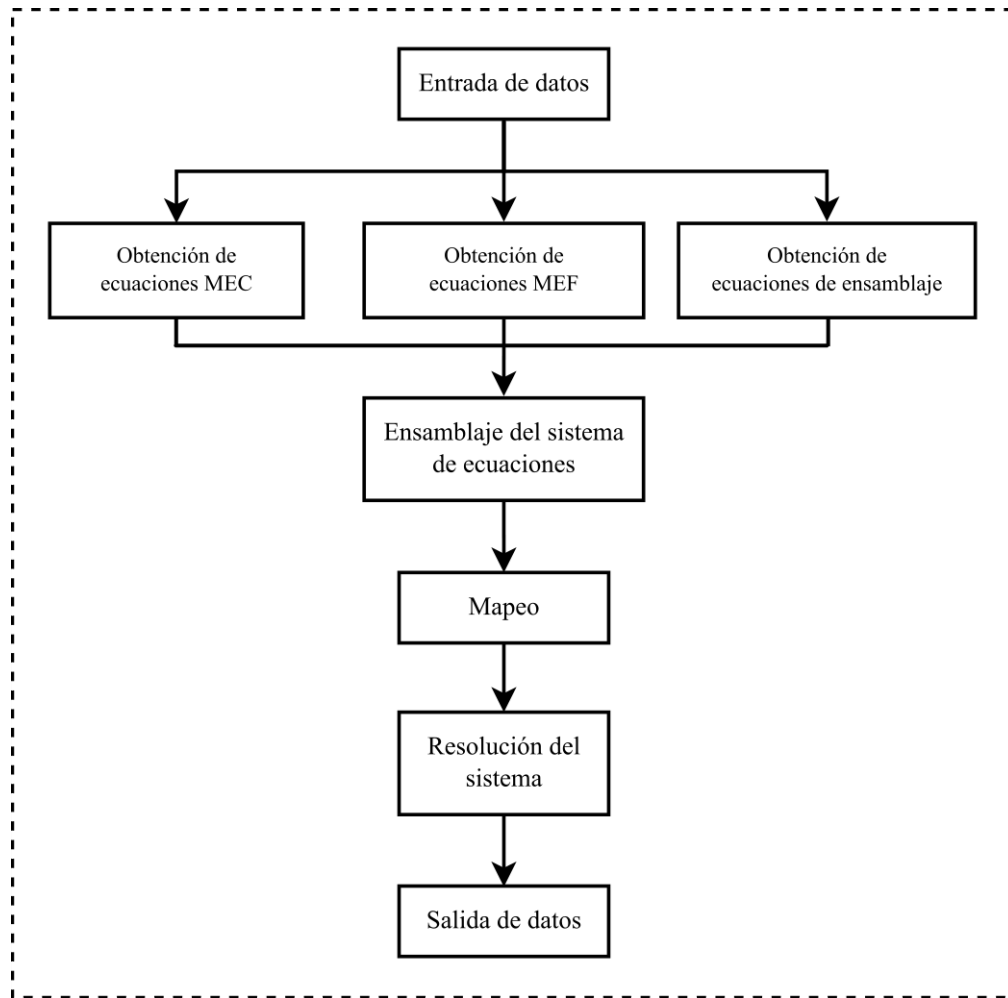 Entrada de datos
Obtención de
ecuaciones MEC
Obtención de
ecuaciones MEF
Obtención de
ecuaciones de ensamblaje
Ensamblaje del sistema
de ecuaciones
Mapeo
Resolución del
sistema
Salida de datos